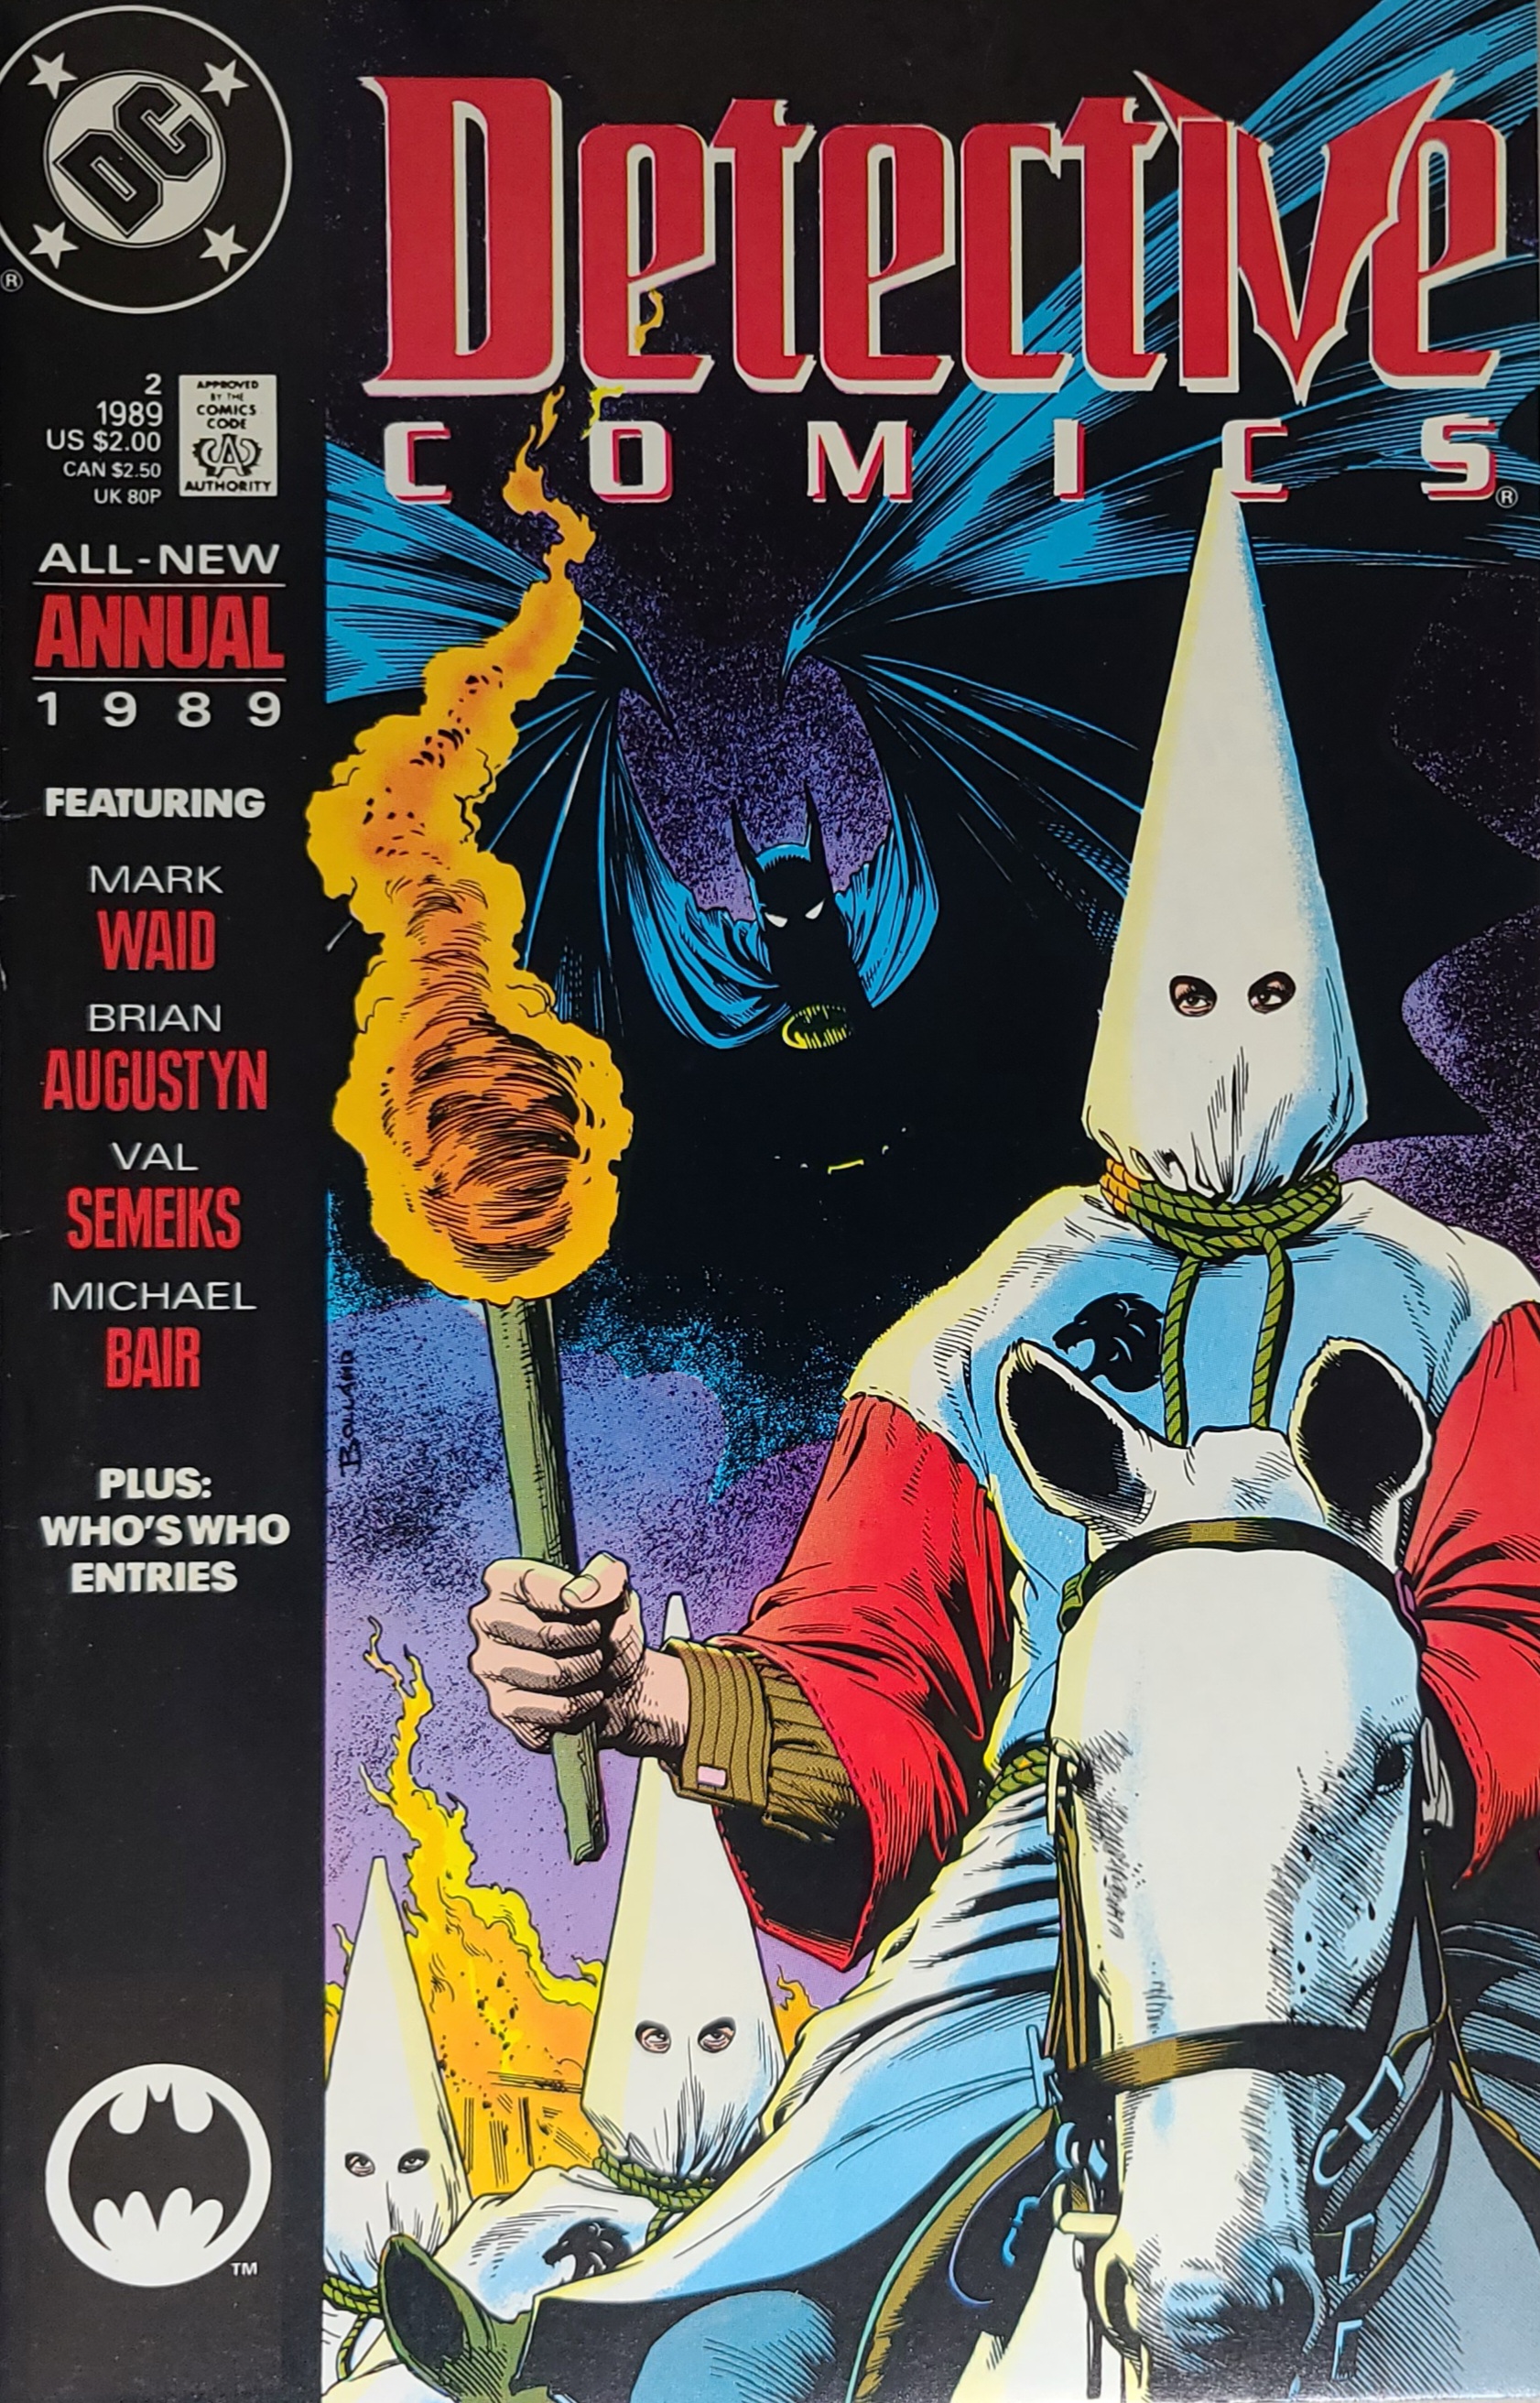 DC
®
2
1989
US $2.00
CAN $2.50
UK 80P
APPROVED
BY THE
COMICS
CODE
CA
AUTHORITY
ALL-NEW
ANNUAL
1989
FEATURING
MARK
WAID
BRIAN
AUGUSTYN
VAL
SEMEIKS
MICHAEL
BAIR
PLUS:
WHO'S WHO
ENTRIES
TM
Detective
COMICS®
BOLLAND